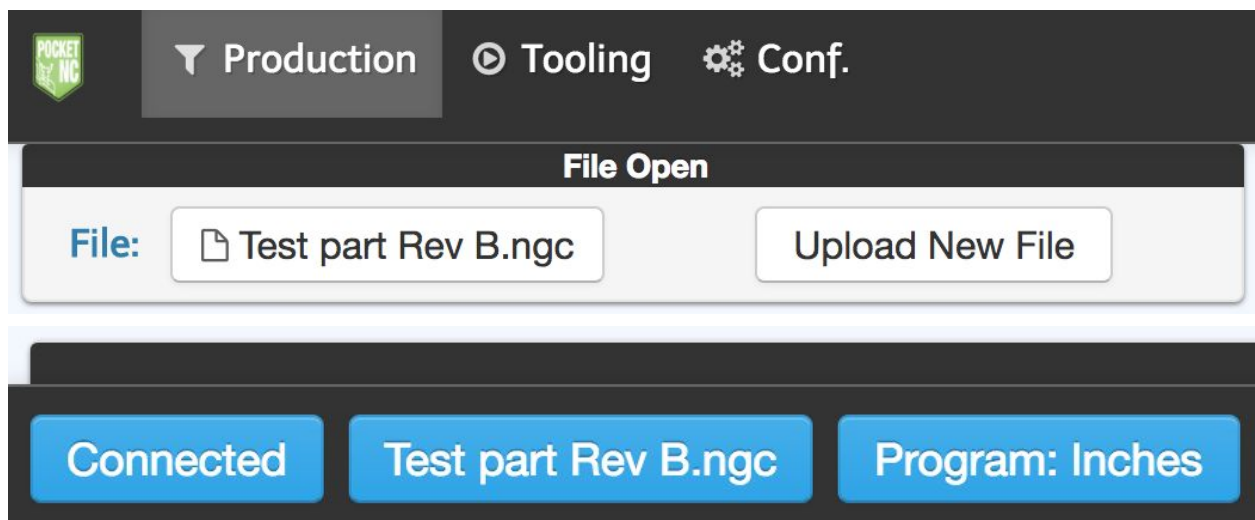 POCKET NC Production Tooling Conf.
File Open
File: Test part Rev B.ngc Upload New File
Connected Test part Rev B.ngc Program: Inches